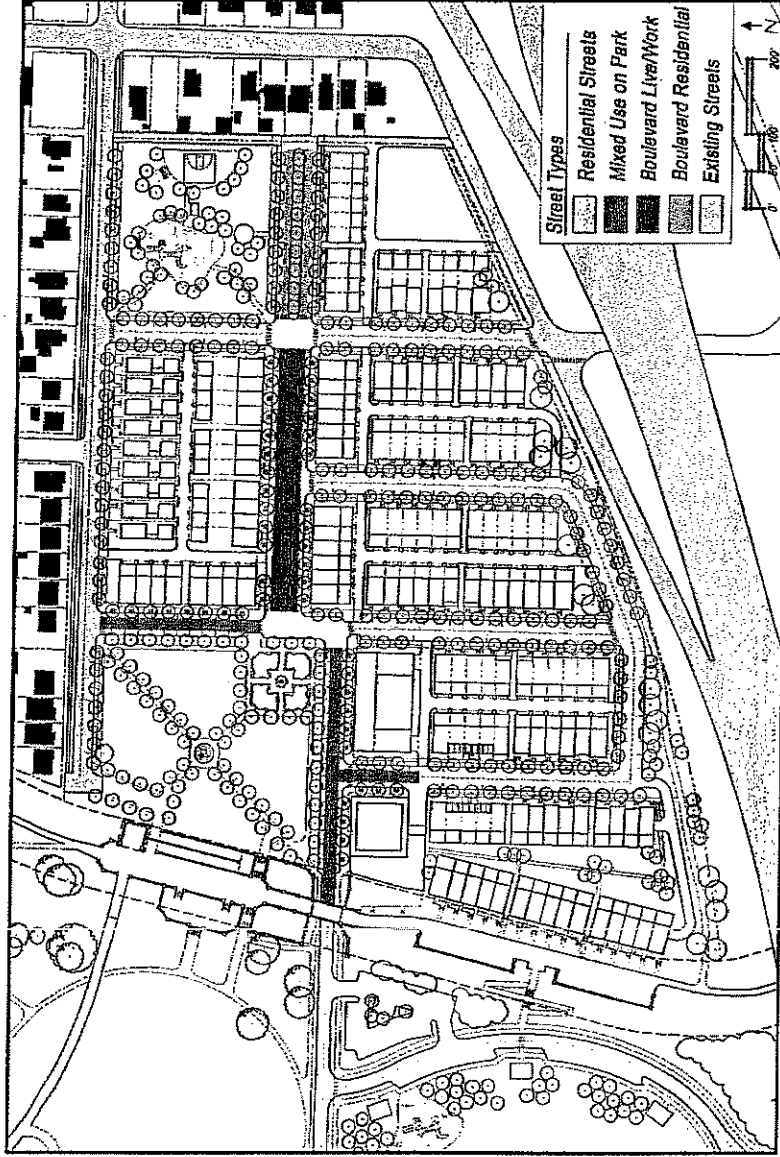 Street Types
Residential Streets
Mixed Use on Park
Boulevard Live/Work
Boulevard Residential
Existing Streets
N
0' 100' 200'